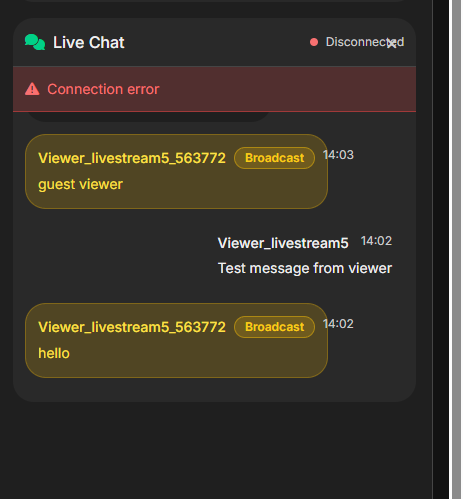 Live Chat
Disconnected
Connection error
Viewer_livestream5_563772 Broadcast 14:03
guest viewer
Viewer_livestream5 14:02
Test message from viewer
Viewer_livestream5_563772 Broadcast 14:02
hello